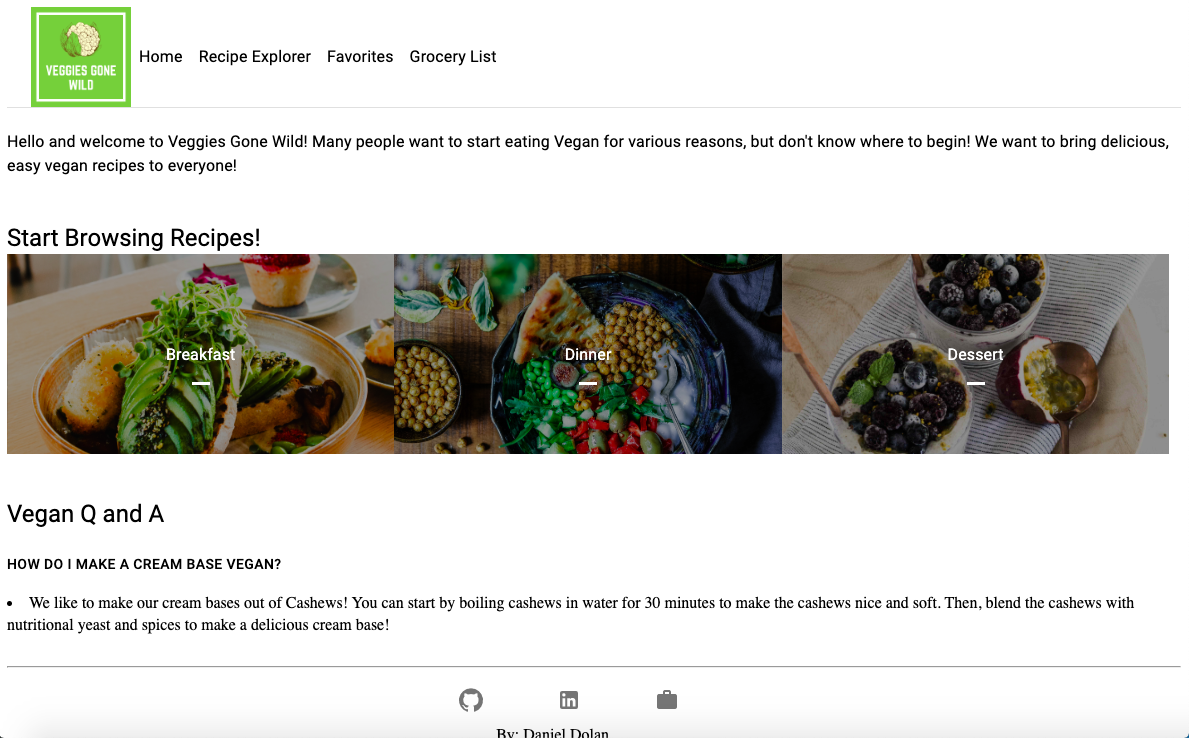 VEGGIES GONE
WILD
Home Recipe Explorer Favorites Grocery List
Hello and welcome to Veggies Gone Wild! Many people want to start eating Vegan for various reasons, but don't know where to begin! We want to bring delicious,
easy vegan recipes to everyone!
Start Browsing Recipes!
Breakfast Dinner Dessert
Vegan Q and A
HOW DO I MAKE A CREAM BASE VEGAN?
• We like to make our cream bases out of Cashews! You can start by boiling cashews in water for 30 minutes to make the cashews nice and soft. Then, blend the cashews with
nutritional yeast and spices to make a delicious cream base!
in
By: Daniel Dolan